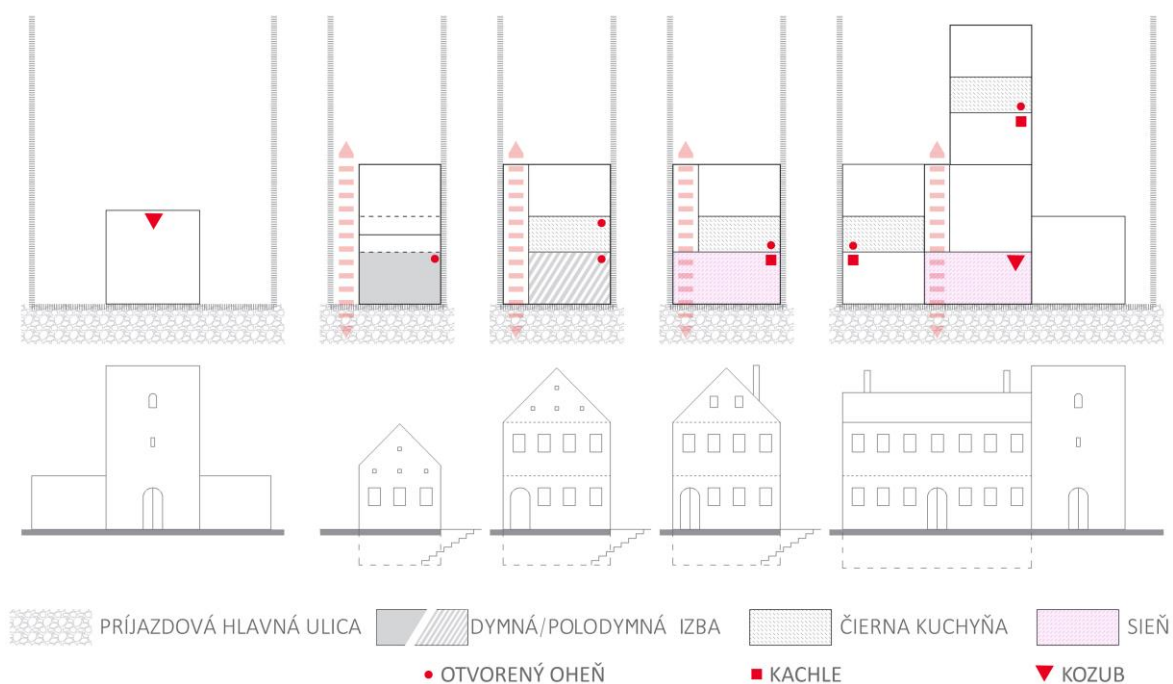 PRÍJAZDOVÁ HLAVNÁ ULICA DYMNÁ/POLODYMNÁ IZBA ČIERNA KUCHYŇA SIEŇ
OTVORENÝ OHEŇ KACHLE KOZUB